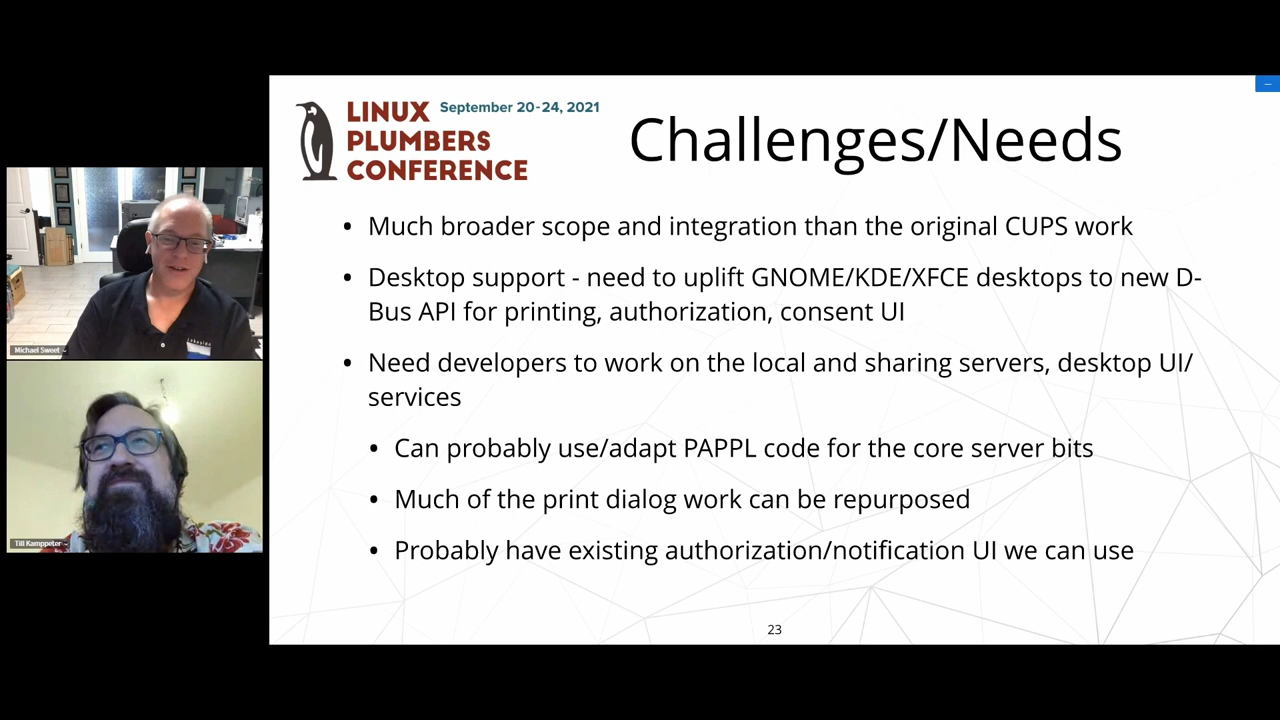 LINUX September 20-24, 2021
PLUMBERS
CONFERENCE
Challenges/Needs
• Much broader scope and integration than the original CUPS work
• Desktop support - need to uplift GNOME/KDE/XFCE desktops to new D-
Bus API for printing, authorization, consent UI
• Need developers to work on the local and sharing servers, desktop UI/
services
• Can probably use/adapt PAPPL code for the core server bits
• Much of the print dialog work can be repurposed
• Probably have existing authorization/notification UI we can use
23
Michael Sweet
Till Kamppeter